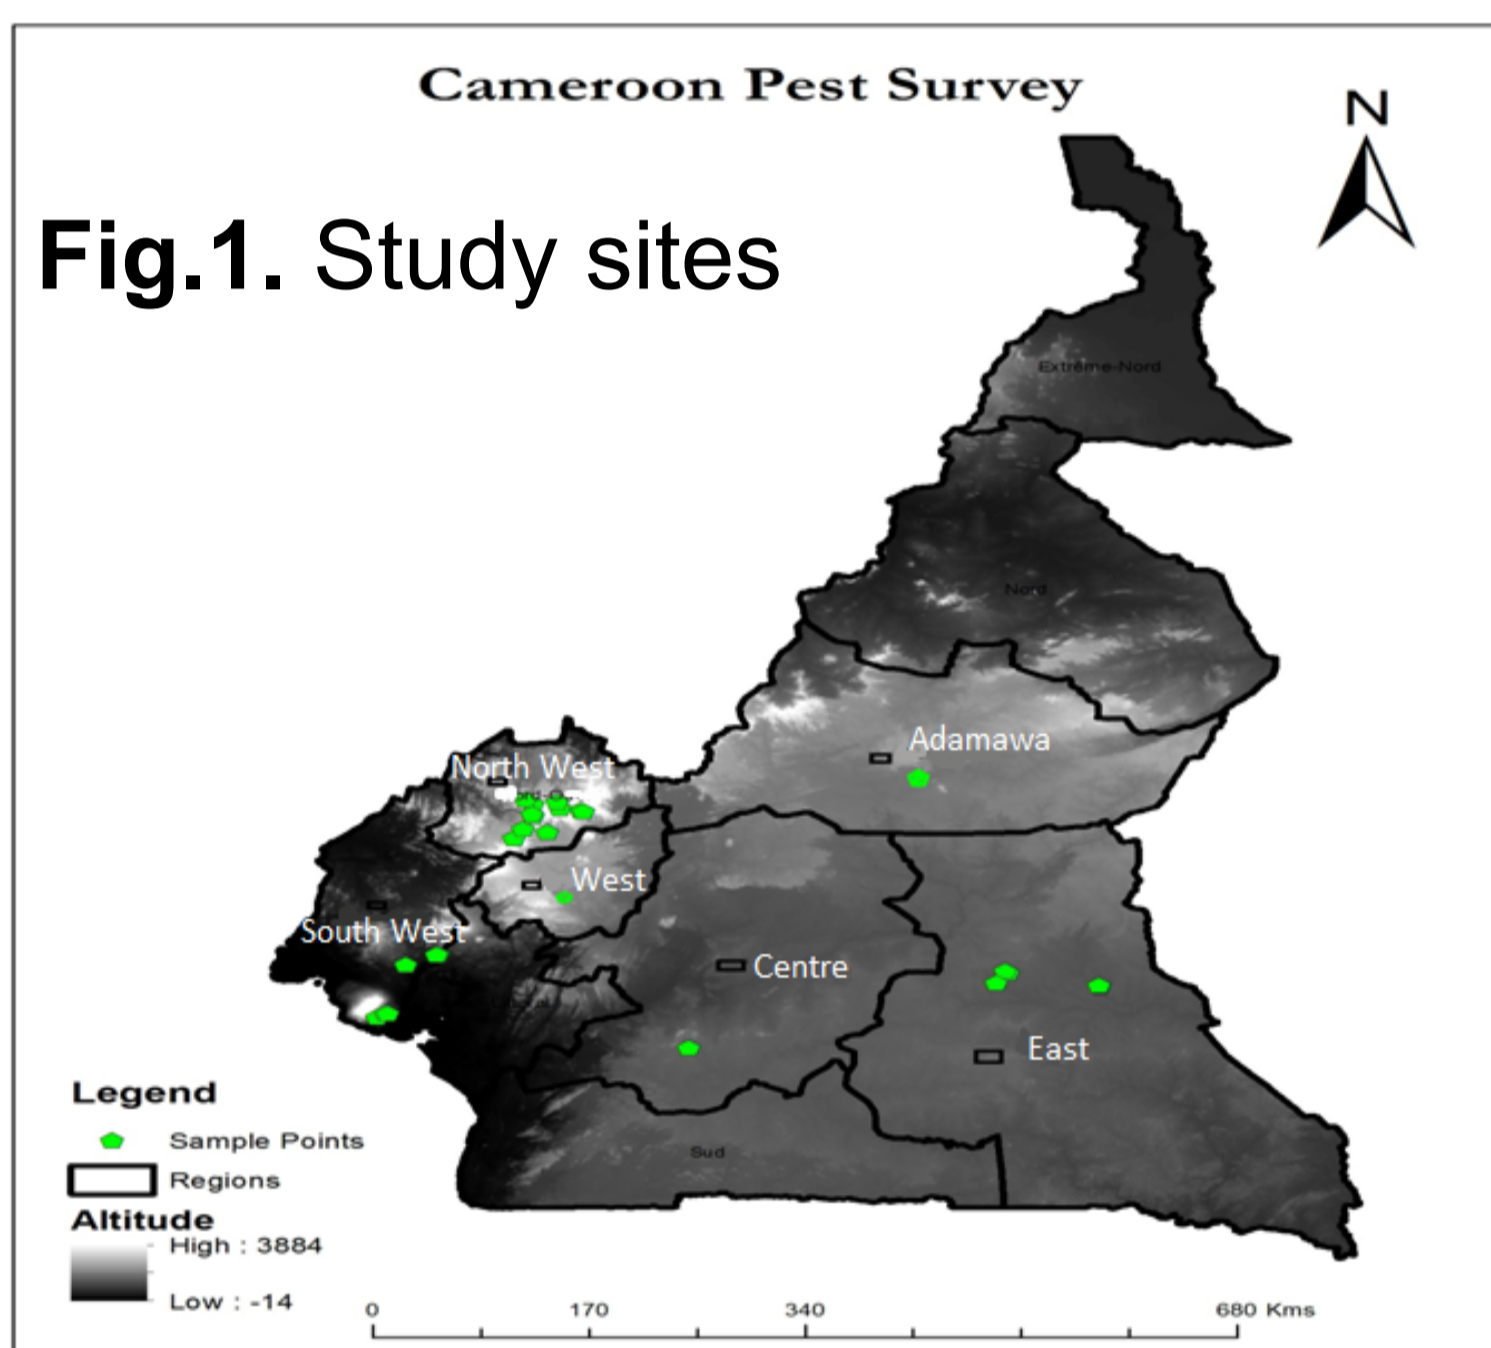 Cameroon Pest Survey
N
Fig.1. Study sites
Extrême-Nord
Nord
Adamawa
North West
West
South West
Centre
East
Sud
Legend
Sample Points
Regions
Altitude
High : 3884
Low : -14
0 170 340 680 Kms